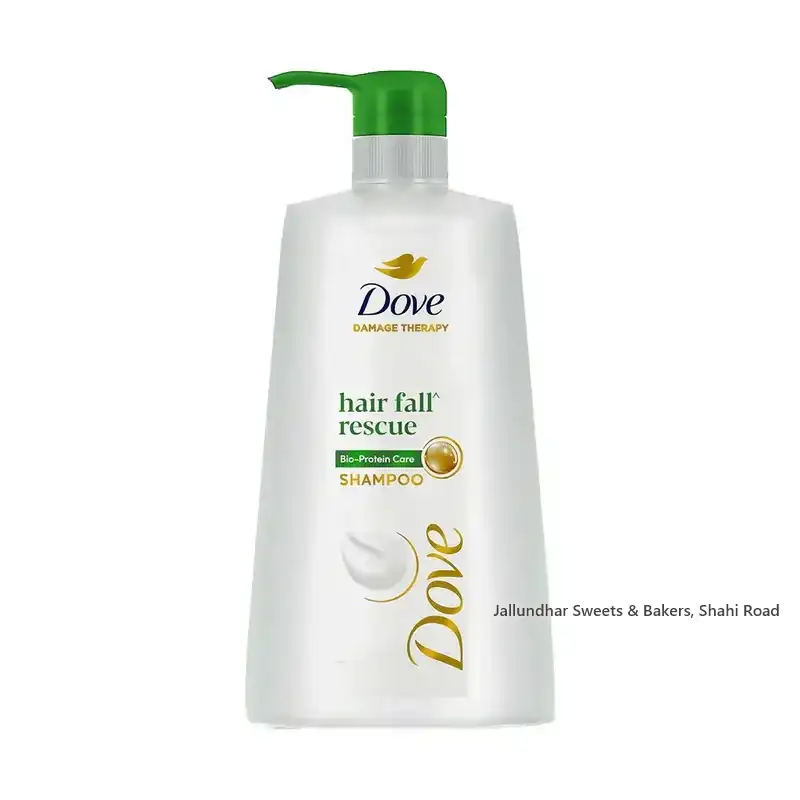 Dove
DAMAGE THERAPY
hair fall^
rescue
Bio-Protein Care
SHAMPOO
Dove
Jallundhar Sweets & Bakers, Shahi Road